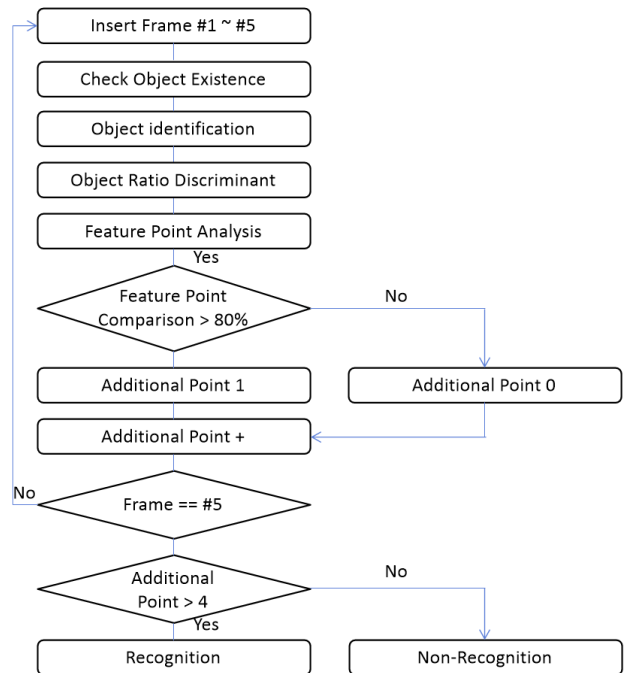 Insert Frame #1 ~ #5
Check Object Existence
Object identification
Object Ratio Discriminant
Feature Point Analysis
Yes
Feature Point
Comparison > 80%
No
Additional Point 1
Additional Point 0
Additional Point +
No
Frame == #5
Additional
Point > 4
No
Yes
Recognition
Non-Recognition